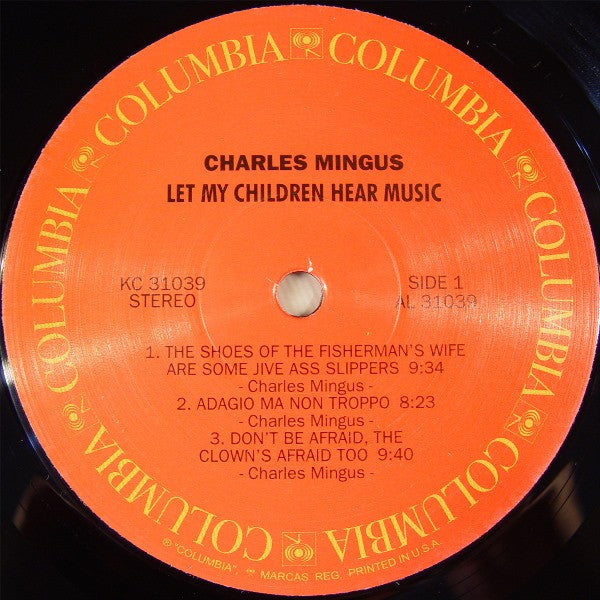 COLUMBIA COLUMBIA COLUMBIA COLUMBIA COLUMBIA COLUMBIA
CHARLES MINGUS
LET MY CHILDREN HEAR MUSIC
KC 31039
STEREO
SIDE 1
AL 31039
1. THE SHOES OF THE FISHERMAN'S WIFE
ARE SOME JIVE ASS SLIPPERS 9:34
- Charles Mingus -
2. ADAGIO MA NON TROPPO 8:23
- Charles Mingus -
3. DON'T BE AFRAID, THE
CLOWN'S AFRAID TOO 9:40
- Charles Mingus -
® "COLUMBIA", MARCAS REG. PRINTED IN U.S.A.